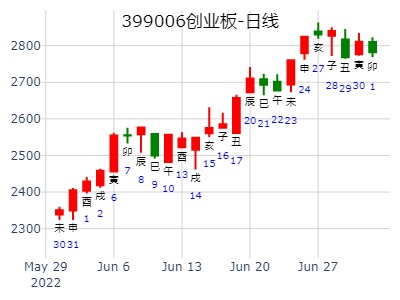 399006创业板-日线
2800
2700
2600
2500
2400
2300
未
30
申
31
酉
1
戌
2
寅
6
卯
7
辰
8
巳
9
午
10
酉
13
戌
14
亥
15
子
16
丑
17
辰
20
巳
21
午
22
未
23
申
24
亥
27
子
28
丑
29
寅
30
卯
1
May 29
2022
Jun 6
Jun 13
Jun 20
Jun 27